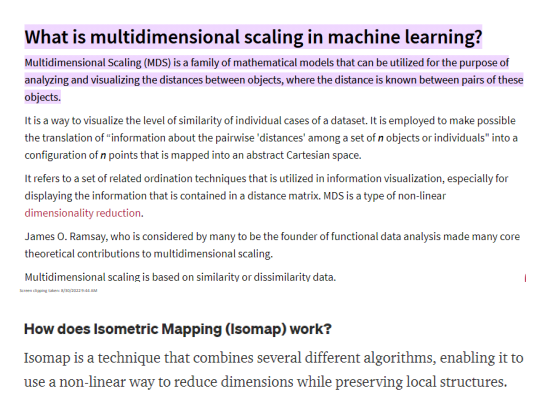 What is multidimensional scaling in machine learning?
Multidimensional Scaling (MDS) is a family of mathematical models that can be utilized for the purpose of
analyzing and visualizing the distances between objects, where the distance is known between pairs of these
objects.
It is a way to visualize the level of similarity of individual cases of a dataset. It is employed to make possible
the translation of “information about the pairwise 'distances' among a set of n objects or individuals" into a
configuration of n points that is mapped into an abstract Cartesian space.
It refers to a set of related ordination techniques that is utilized in information visualization, especially for
displaying the information that is contained in a distance matrix. MDS is a type of non-linear
dimensionality reduction.
James O. Ramsay, who is considered by many to be the founder of functional data analysis made many core
theoretical contributions to multidimensional scaling.
Multidimensional scaling is based on similarity or dissimilarity data.
Screen clipping taken:
How does Isometric Mapping (Isomap) work?
Isomap is a technique that combines several different algorithms, enabling it to
use a non-linear way to reduce dimensions while preserving local structures.